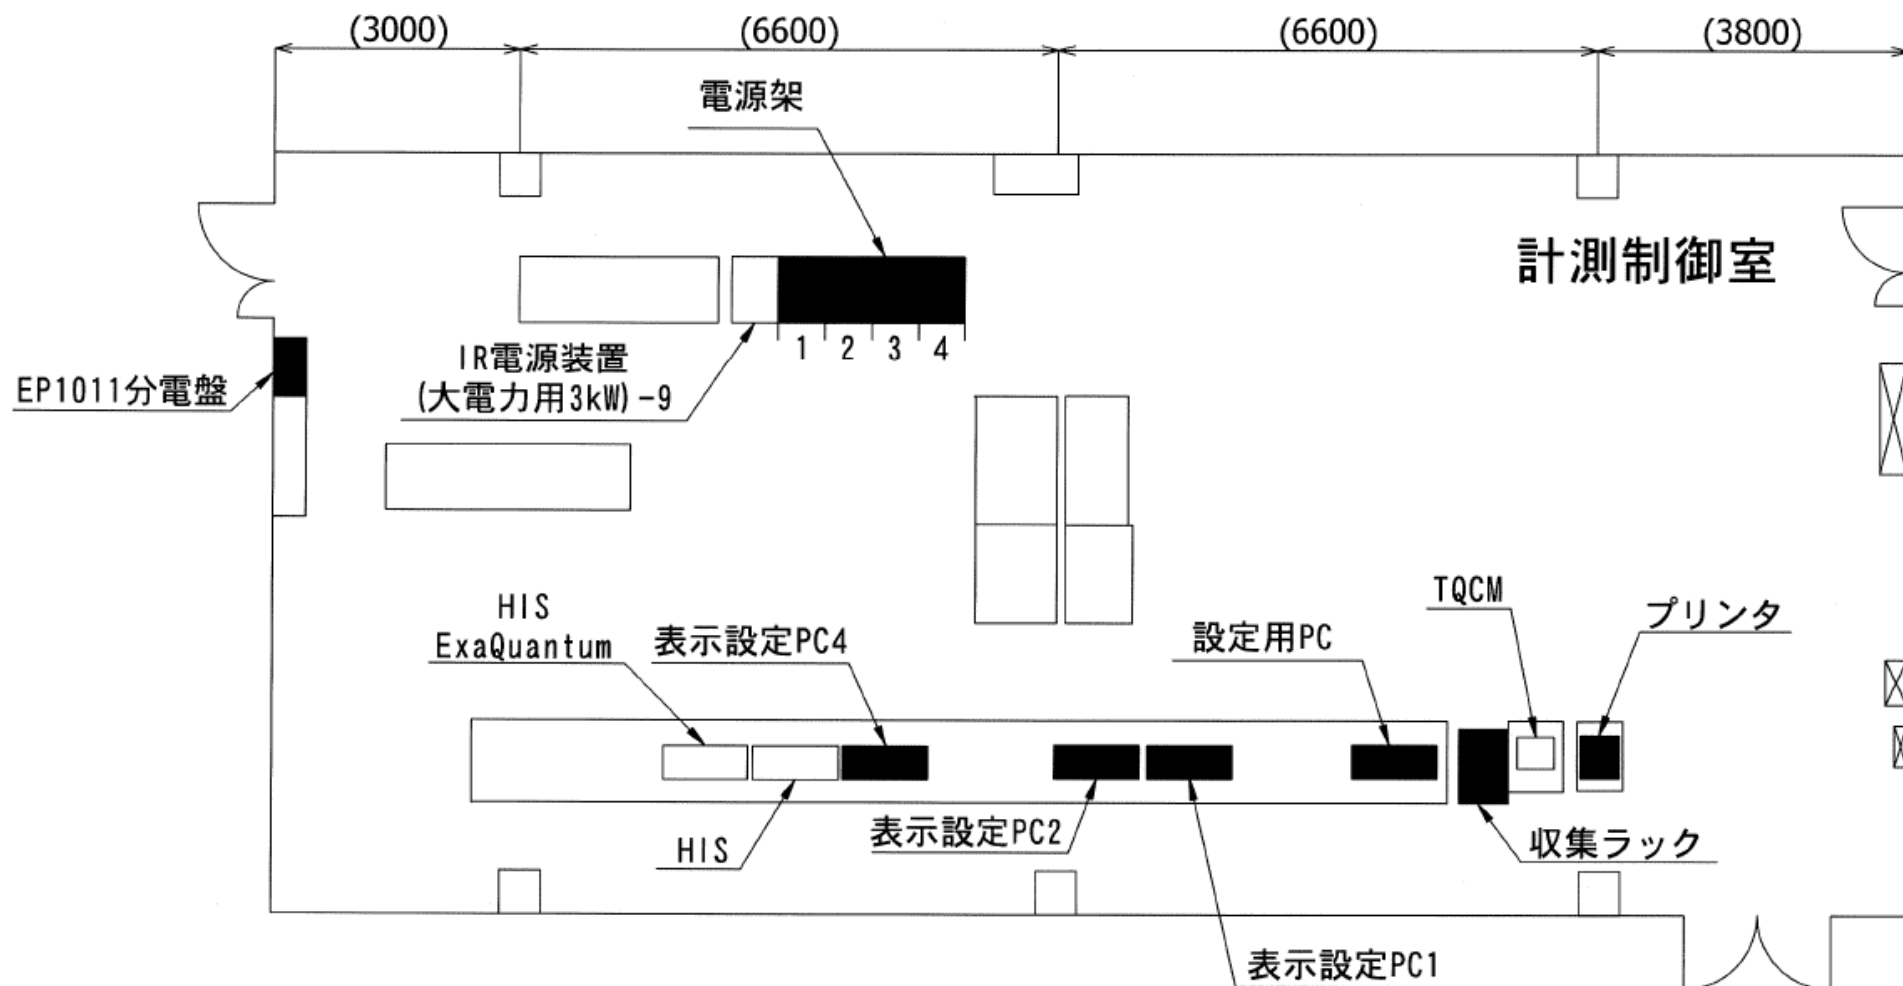 (3000)
(6600)
(6600)
(3800)
電源架
計測制御室
1
2
3
4
IR電源装置
(大電力用3kW)-9
EP1011分電盤
HIS
ExaQuantum
表示設定PC4
設定用PC
TQCM
プリンタ
HIS
表示設定PC2
収集ラック
表示設定PC1